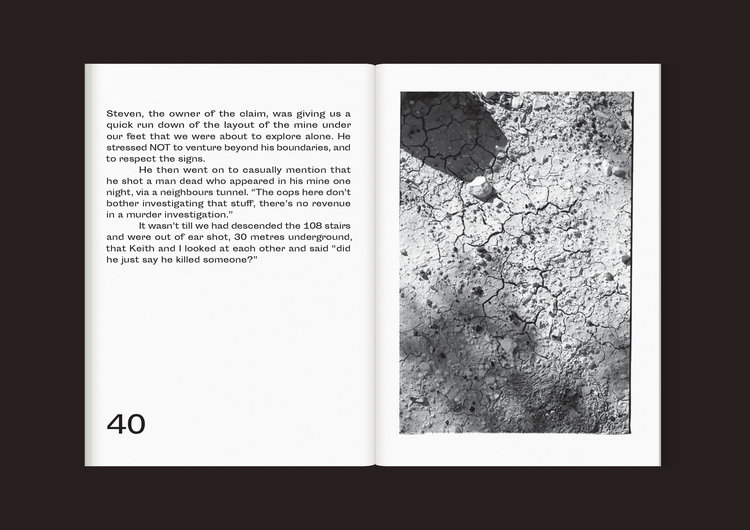 Steven, the owner of the claim, was giving us a
quick run down of the layout of the mine under
our feet that we were about to explore alone. He
stressed NOT to venture beyond his boundaries, and
to respect the signs.
He then went on to casually mention that
he shot a man dead who appeared in his mine one
night, via a neighbours tunnel. “The cops here don’t
bother investigating that stuff, there’s no revenue
in a murder investigation.”
It wasn’t till we had descended the 108 stairs
and were out of ear shot, 30 metres underground,
that Keith and I looked at each other and said “did
he just say he killed someone?”
40